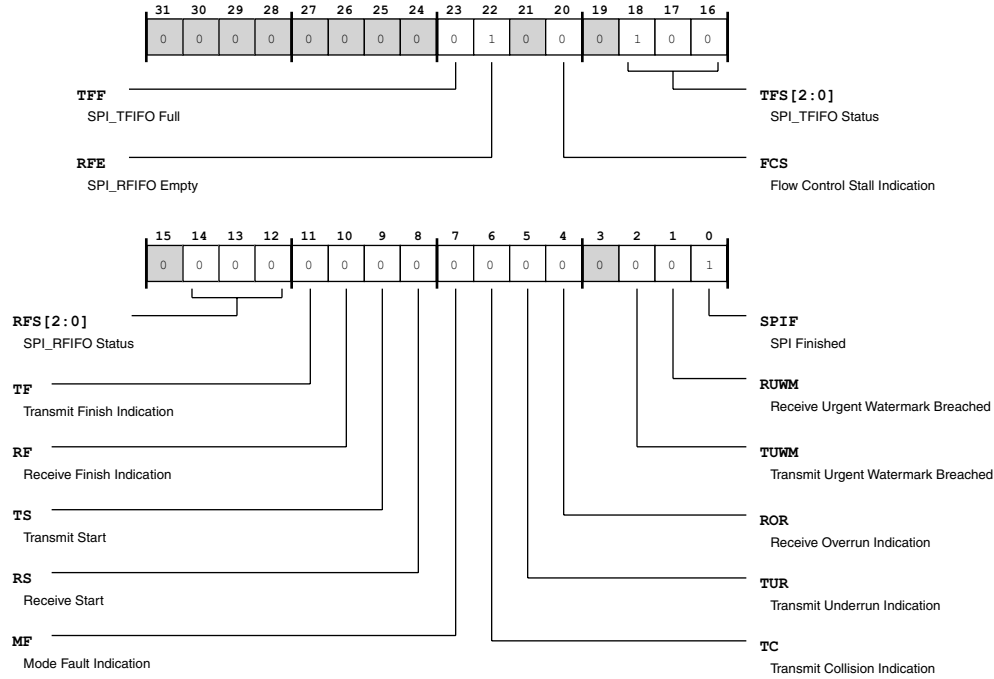 31 30 29 28 27 26 25 24 23 22 21 20 19 18 17 16
0 0 0 0 0 0 0 0 0 1 0 0 0 1 0 0
TFF
SPI_TFIFO Full
TFS[2:0]
SPI_TFIFO Status
RFE
SPI_RFIFO Empty
FCS
Flow Control Stall Indication
15 14 13 12 11 10 9 8 7 6 5 4 3 2 1 0
0 0 0 0 0 0 0 0 0 0 0 0 0 0 0 1
RFS[2:0]
SPI_RFIFO Status
SPIF
SPI Finished
TF
Transmit Finish Indication
RUWM
Receive Urgent Watermark Breached
RF
Receive Finish Indication
TUWM
Transmit Urgent Watermark Breached
TS
Transmit Start
ROR
Receive Overrun Indication
RS
Receive Start
TUR
Transmit Underrun Indication
MF
Mode Fault Indication
TC
Transmit Collision Indication